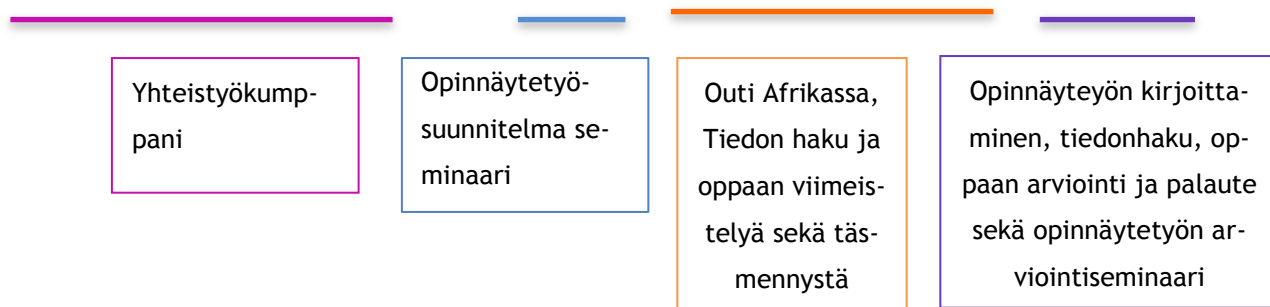 Yhteistyökump-
pani
Opinnäytetyö-
suunnitelma se-
minaari
Outi Afrikassa,
Tiedon haku ja
oppaan viimeis-
telyä sekä täs-
mennystä
Opinnäyteyön kirjoitta-
minen, tiedonhaku, op-
paan arviointi ja palaute
sekä opinnäytetyön ar-
viointiseminaari